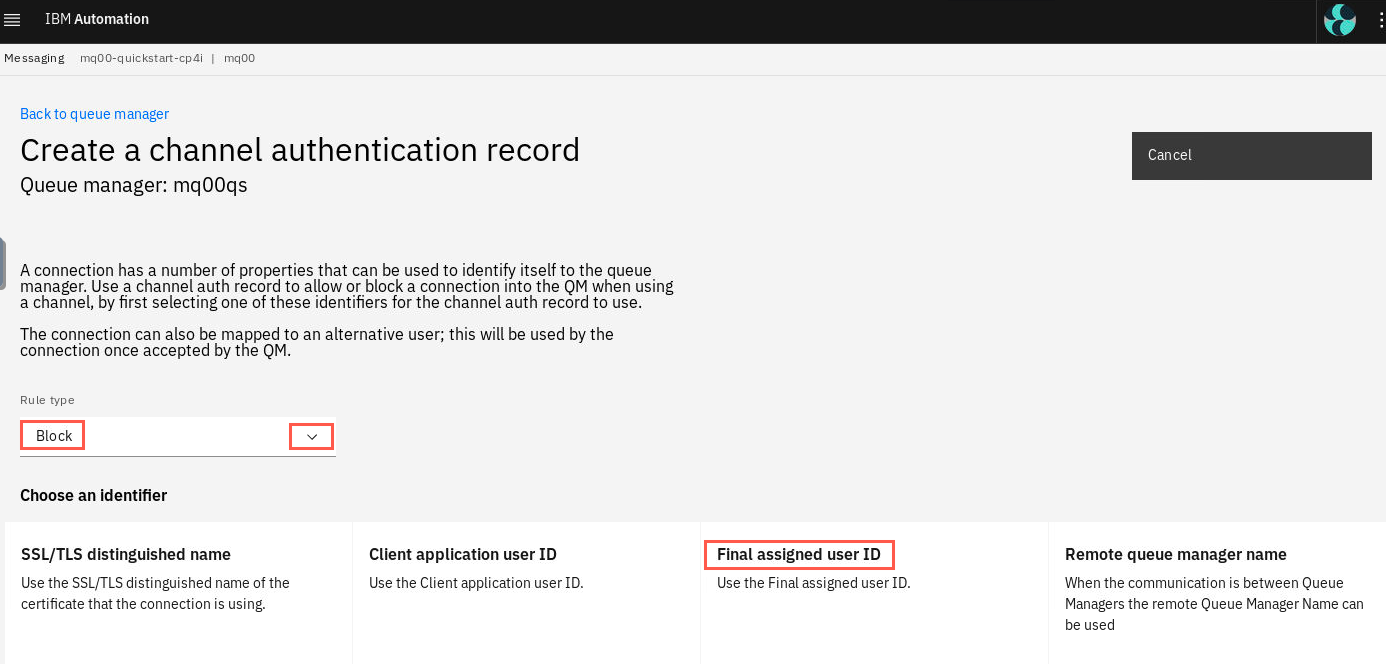 IBM Automation
Messaging mq00-quickstart-cp4i | mq00
Back to queue manager
Create a channel authentication record
Cancel
Queue manager: mq00qs
A connection has a number of properties that can be used to identify itself to the queue
manager. Use a channel auth record to allow or block a connection into the QM when using
a channel, by first selecting one of these identifiers for the channel auth record to use.
The connection can also be mapped to an alternative user; this will be used by the
connection once accepted by the QM.
Rule type
Block
Choose an identifier
SSL/TLS distinguished name
Use the SSL/TLS distinguished name of the
certificate that the connection is using.
Client application user ID
Use the Client application user ID.
Final assigned user ID
Use the Final assigned user ID.
Remote queue manager name
When the communication is between Queue
Managers the remote Queue Manager Name can
be used